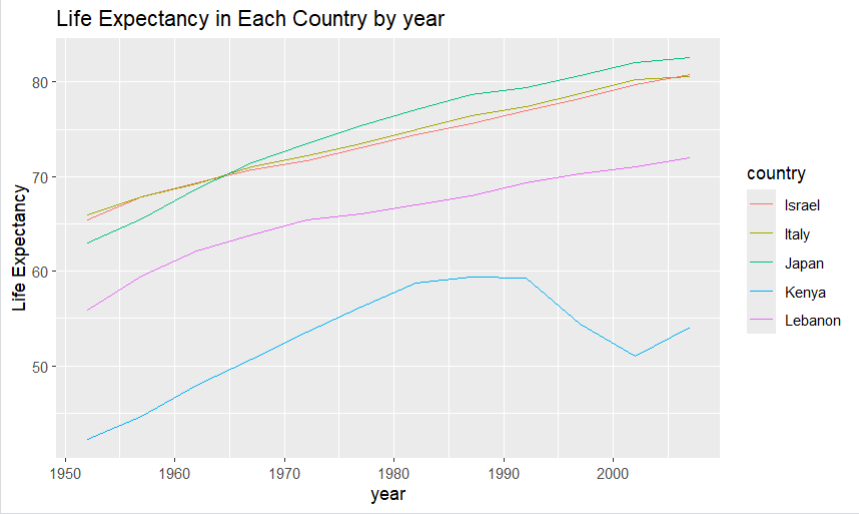 Life Expectancy in Each Country by year
Life Expectancy
80
70
60
50
1950 1960 1970 1980 1990 2000
year
country
Israel
Italy
Japan
Kenya
Lebanon